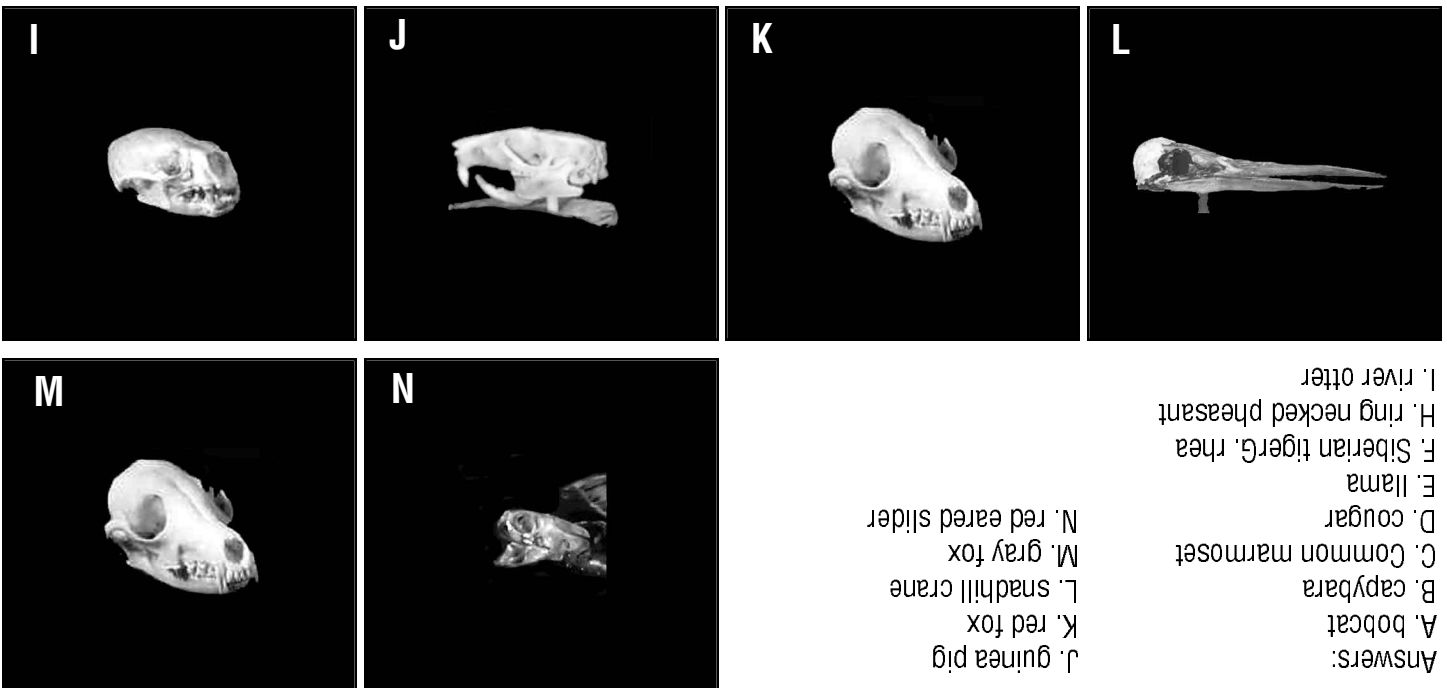 I
J
K
L
M
N
Answers:
A. bobcat
B. capybara
C. Common marmoset
D. cougar
E. llama
F. Siberian tigerG. rhea
H. ring necked pheasant
I. river otter
J. guinea pig
K. red fox
L. snadhill crane
M. gray fox
N. red eared slider